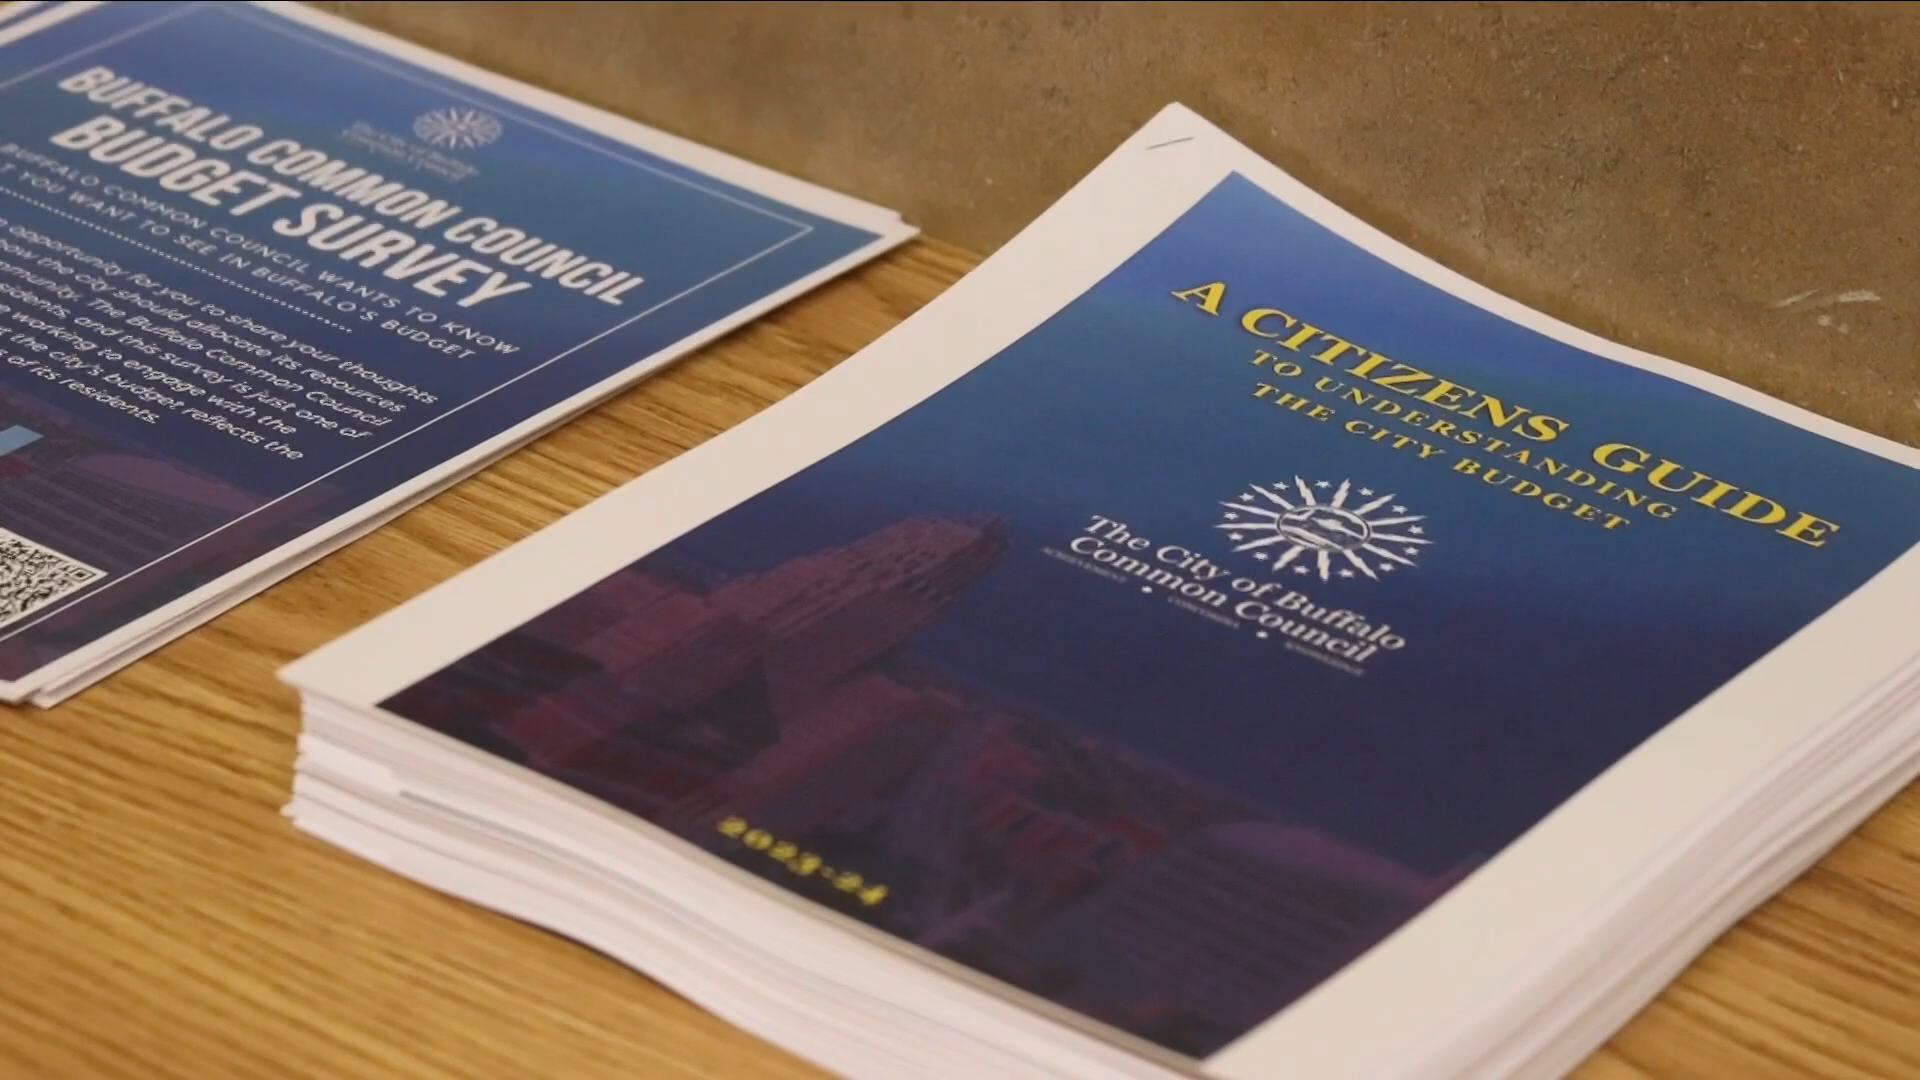 BUFFALO COMMON COUNCIL
BUDGET SURVEY
BUFFALO COMMON COUNCIL WANTS TO KNOW
YOU WANT TO SEE IN BUFFALO'S BUDGET
opportunity for you to share your thoughts
how the city should allocate its resources
The Buffalo Common Council
and this survey is just one of
working to engage with the
the city's budget reflects the
of its residents.
A CITIZENS GUIDE
TO UNDERSTANDING
THE CITY BUDGET
The City of Buffalo
Common Council
2023-24